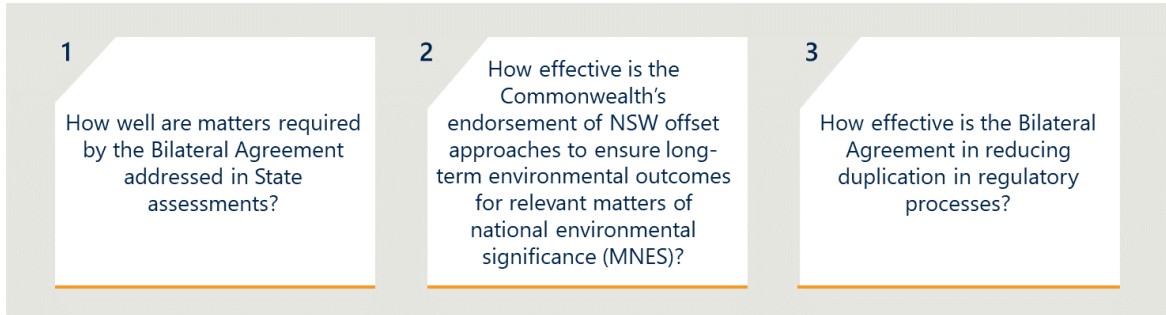 1
How well are matters required
by the Bilateral Agreement
addressed in State
assessments?
2
How effective is the
Commonwealth's
endorsement of NSW offset
approaches to ensure long-
term environmental outcomes
for relevant matters of
national environmental
significance (MNES)?
3
How effective is the Bilateral
Agreement in reducing
duplication in regulatory
processes?